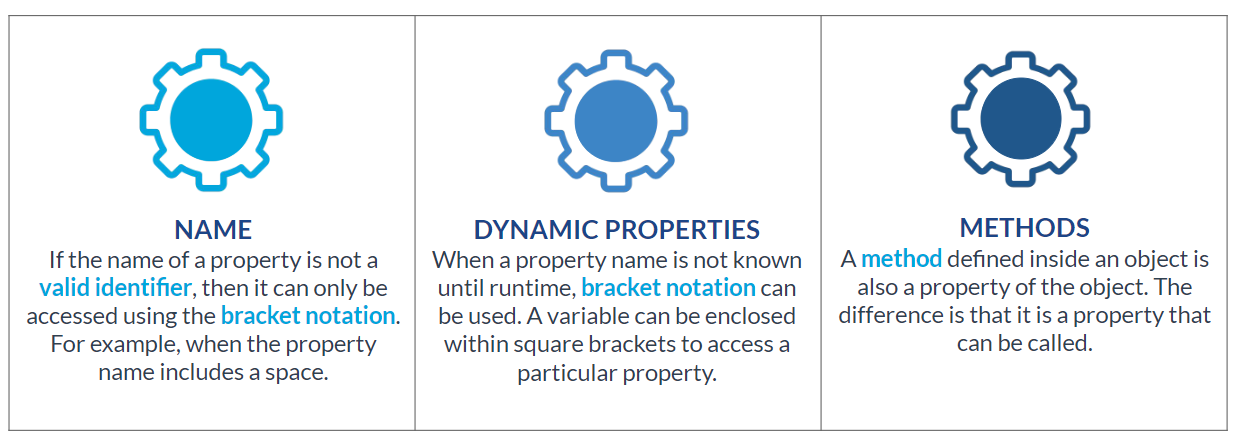 NAME
If the name of a property is not a
valid identifier, then it can only be
accessed using the bracket notation.
For example, when the property
name includes a space.
DYNAMIC PROPERTIES
When a property name is not known
until runtime, bracket notation can
be used. A variable can be enclosed
within square brackets to access a
particular property.
METHODS
A method defined inside an object is
also a property of the object. The
difference is that it is a property that
can be called.